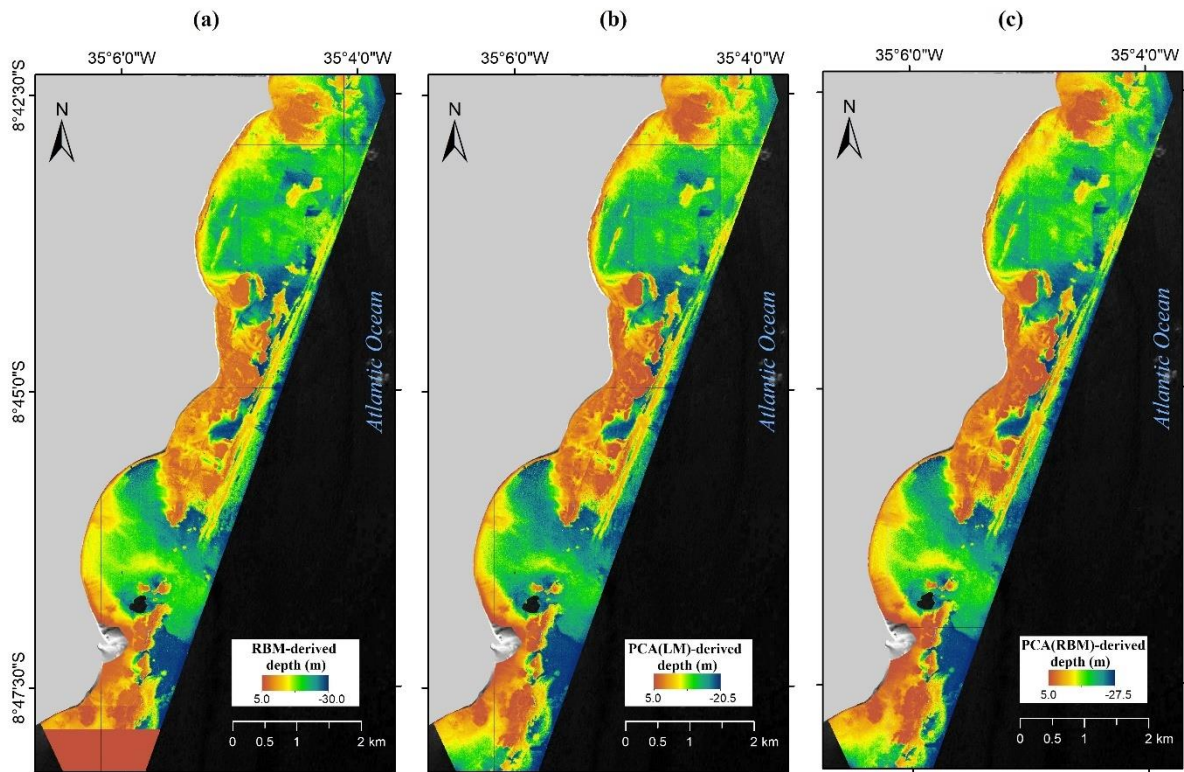 (a)
(b)
(c)
35°6'0"W
35°4'0"W
35°6'0"W
35°4'0"W
35°6'0"W
35°4'0"W
8°42'30"S
8°45'0"S
8°47'30"S
N
N
N
Atlantic Ocean
Atlantic Ocean
Atlantic Ocean
RBM-derived
depth (m)
5.0
-30.0
0 0.5 1 2 km
PCA(LM)-derived
depth (m)
5.0
-20.5
0 0.5 1 2 km
PCA(RBM)-derived
depth (m)
5.0
-27.5
0 0.5 1 2 km